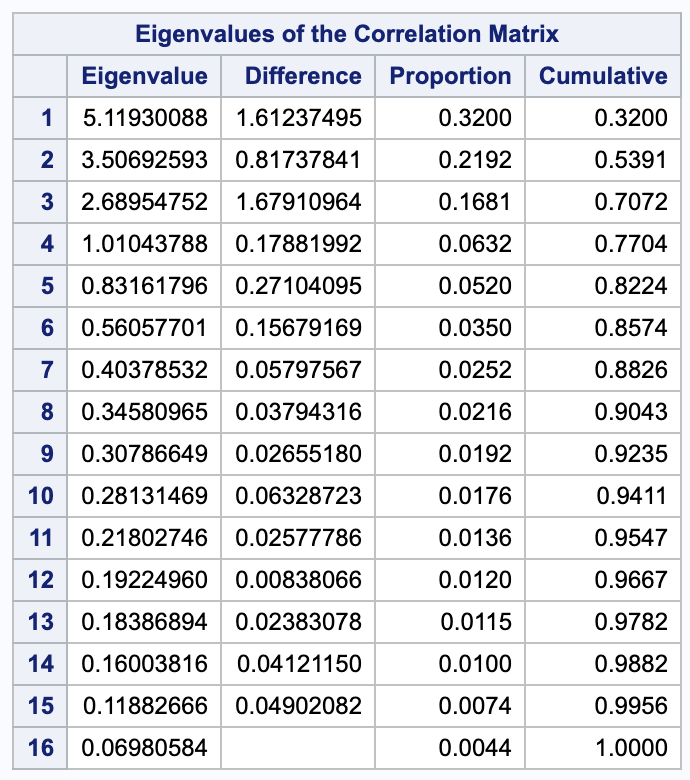 Eigenvalues of the Correlation Matrix
Eigenvalue Difference Proportion Cumulative
1 5.11930088 1.61237495 0.3200 0.3200
2 3.50692593 0.81737841 0.2192 0.5391
3 2.68954752 1.67910964 0.1681 0.7072
4 1.01043788 0.17881992 0.0632 0.7704
5 0.83161796 0.27104095 0.0520 0.8224
6 0.56057701 0.15679169 0.0350 0.8574
7 0.40378532 0.05797567 0.0252 0.8826
8 0.34580965 0.03794316 0.0216 0.9043
9 0.30786649 0.02655180 0.0192 0.9235
10 0.28131469 0.06328723 0.0176 0.9411
11 0.21802746 0.02577786 0.0136 0.9547
12 0.19224960 0.00838066 0.0120 0.9667
13 0.18386894 0.02383078 0.0115 0.9782
14 0.16003816 0.04121150 0.0100 0.9882
15 0.11882666 0.04902082 0.0074 0.9956
16 0.06980584 0.0044 1.0000